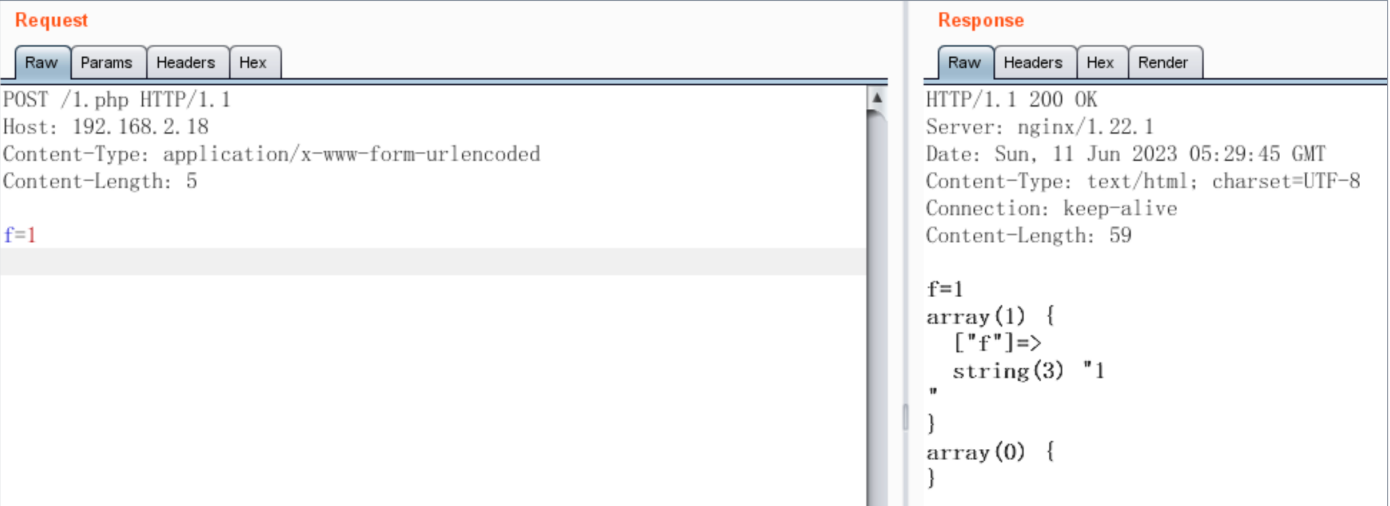 Request
Raw Params Headers Hex
POST /1.php HTTP/1.1
Host: 192.168.2.18
Content-Type: application/x-www-form-urlencoded
Content-Length: 5

f=1
Response
Raw Headers Hex Render
HTTP/1.1 200 OK
Server: nginx/1.22.1
Date: Sun, 11 Jun 2023 05:29:45 GMT
Content-Type: text/html; charset=UTF-8
Connection: keep-alive
Content-Length: 59

f=1
array(1) {
  ["f"]=>
  string(3) "1
"
}
array(0) {
}